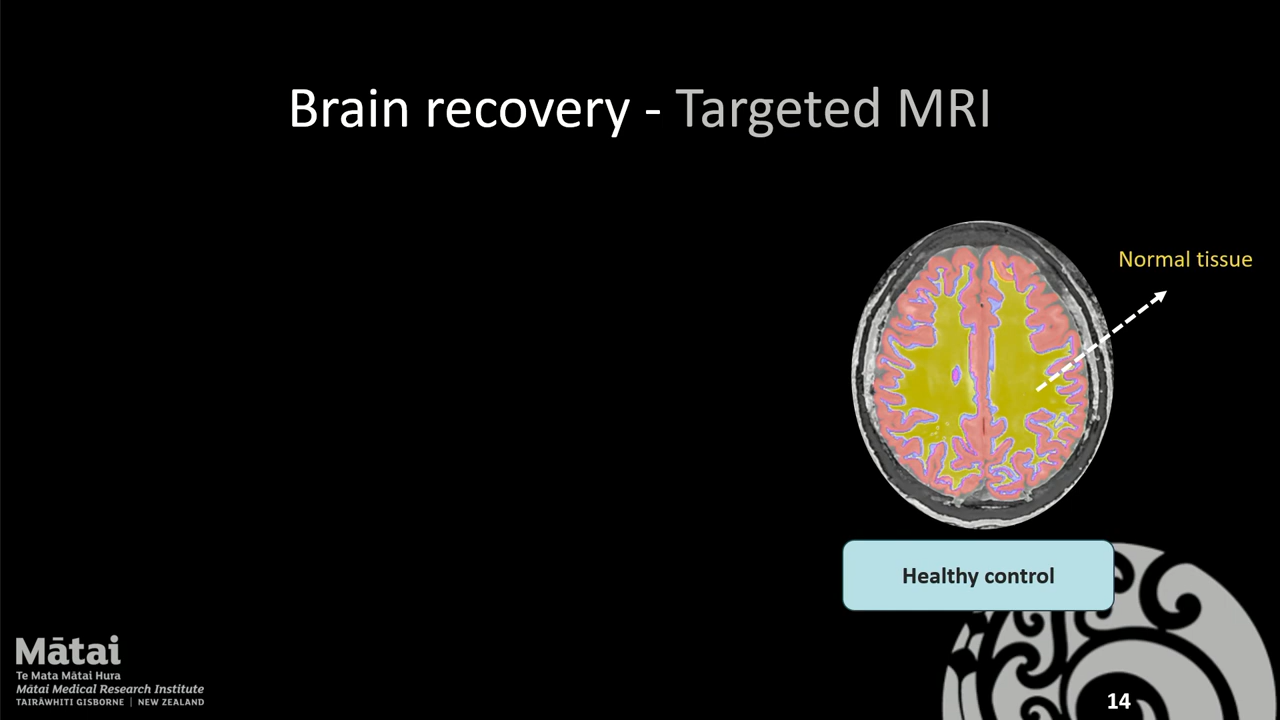 Brain recovery - Targeted MRI
Normal tissue
Healthy control
Mātai
Te Mata Mātai Hura
Mātai Medical Research Institute
TAIRĀWHITI GISBORNE | NEW ZEALAND
14